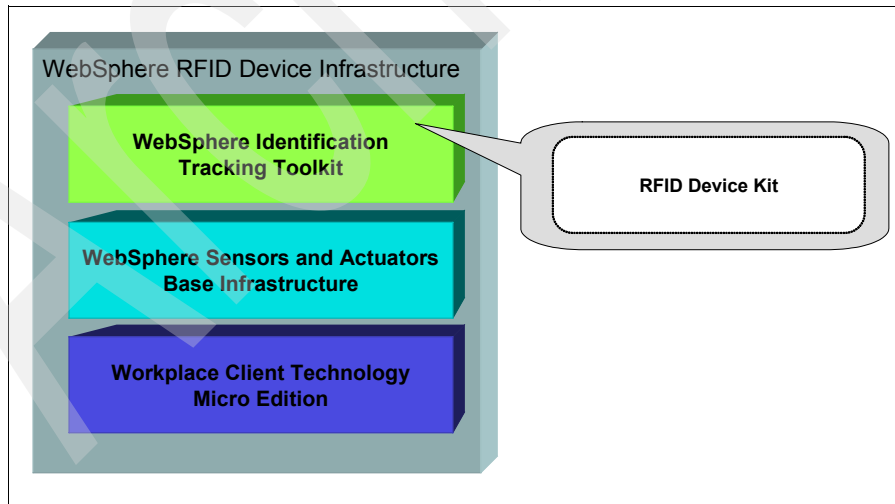 WebSphere RFID Device Infrastructure
WebSphere Identification
Tracking Toolkit
RFID Device Kit
WebSphere Sensors and Actuators
Base Infrastructure
Workplace Client Technology
Micro Edition